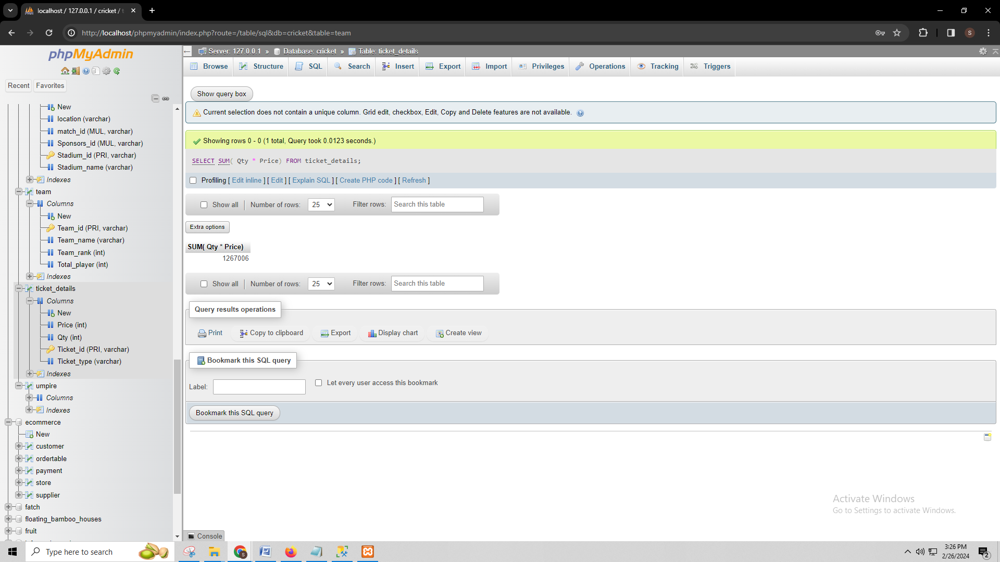 localhost / 127.0.0.1 / cricket / t
http://localhost/phpmyadmin/index.php?route=/table/sql&db=cricket&table=team
S
phpMyAdmin
Recent
Favorites
New
location (varchar)
match_id (MUL, varchar)
Sponsors_id (MUL, varchar)
Stadium_id (PRI, varchar)
Stadium_name (varchar)
Indexes
team
Columns
New
Team_id (PRI, varchar)
Team_name (varchar)
Team_rank (int)
Total_player (int)
Indexes
ticket_details
Columns
New
Price (int)
Qty (int)
Ticket_id (PRI, varchar)
Ticket_type (varchar)
Indexes
umpire
Columns
Indexes
ecommerce
New
customer
ordertable
payment
store
supplier
fatch
floating_bamboo_houses
fruit
Server: 127.0.0.1 » Database: cricket » Table: ticket_details
Browse Structure SQL Search Insert Export Import Privileges Operations Tracking Triggers
Show query box
Current selection does not contain a unique column. Grid edit, checkbox, Edit, Copy and Delete features are not available.
Showing rows 0 - 0 (1 total, Query took 0.0123 seconds.)
SELECT SUM( Qty * Price) FROM ticket_details;
Profiling [ Edit inline ] [ Edit ] [ Explain SQL ] [ Create PHP code ] [ Refresh ]
Show all Number of rows: 25 Filter rows: Search this table
Extra options
SUM( Qty * Price)
1267006
Show all Number of rows: 25 Filter rows: Search this table
Query results operations
Print Copy to clipboard Export Display chart Create view
Bookmark this SQL query
Label: Let every user access this bookmark
Bookmark this SQL query
Activate Windows
Go to Settings to activate Windows.
Console
Type here to search
3:26 PM
2/26/2024
2